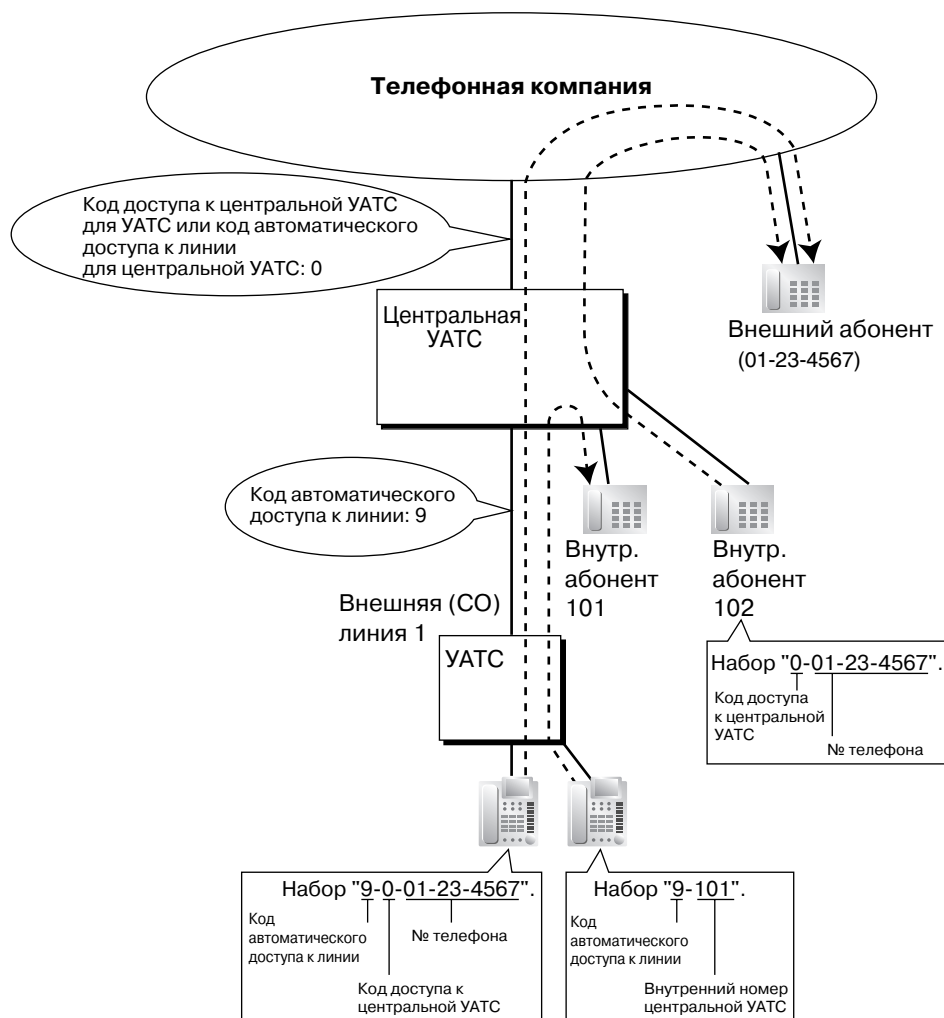 Телефонная компания
Код доступа к центральной УАТС
для УАТС или код автоматического
доступа к линии
для центральной УАТС: 0
Центральная
УАТС
Внешний абонент
(01-23-4567)
Код автоматического
доступа к линии: 9
Внутр.
абонент
101
Внутр.
абонент
102
Внешняя (CO)
линия 1
УАТС
Набор "0-01-23-4567".
Код доступа
к центральной
УАТС
№ телефона
Набор "9-0-01-23-4567".
Код
автоматического
доступа к линии
№ телефона
Код доступа к
центральной УАТС
Набор "9-101".
Код
автоматического
доступа к линии
Внутренний номер
центральной УАТС